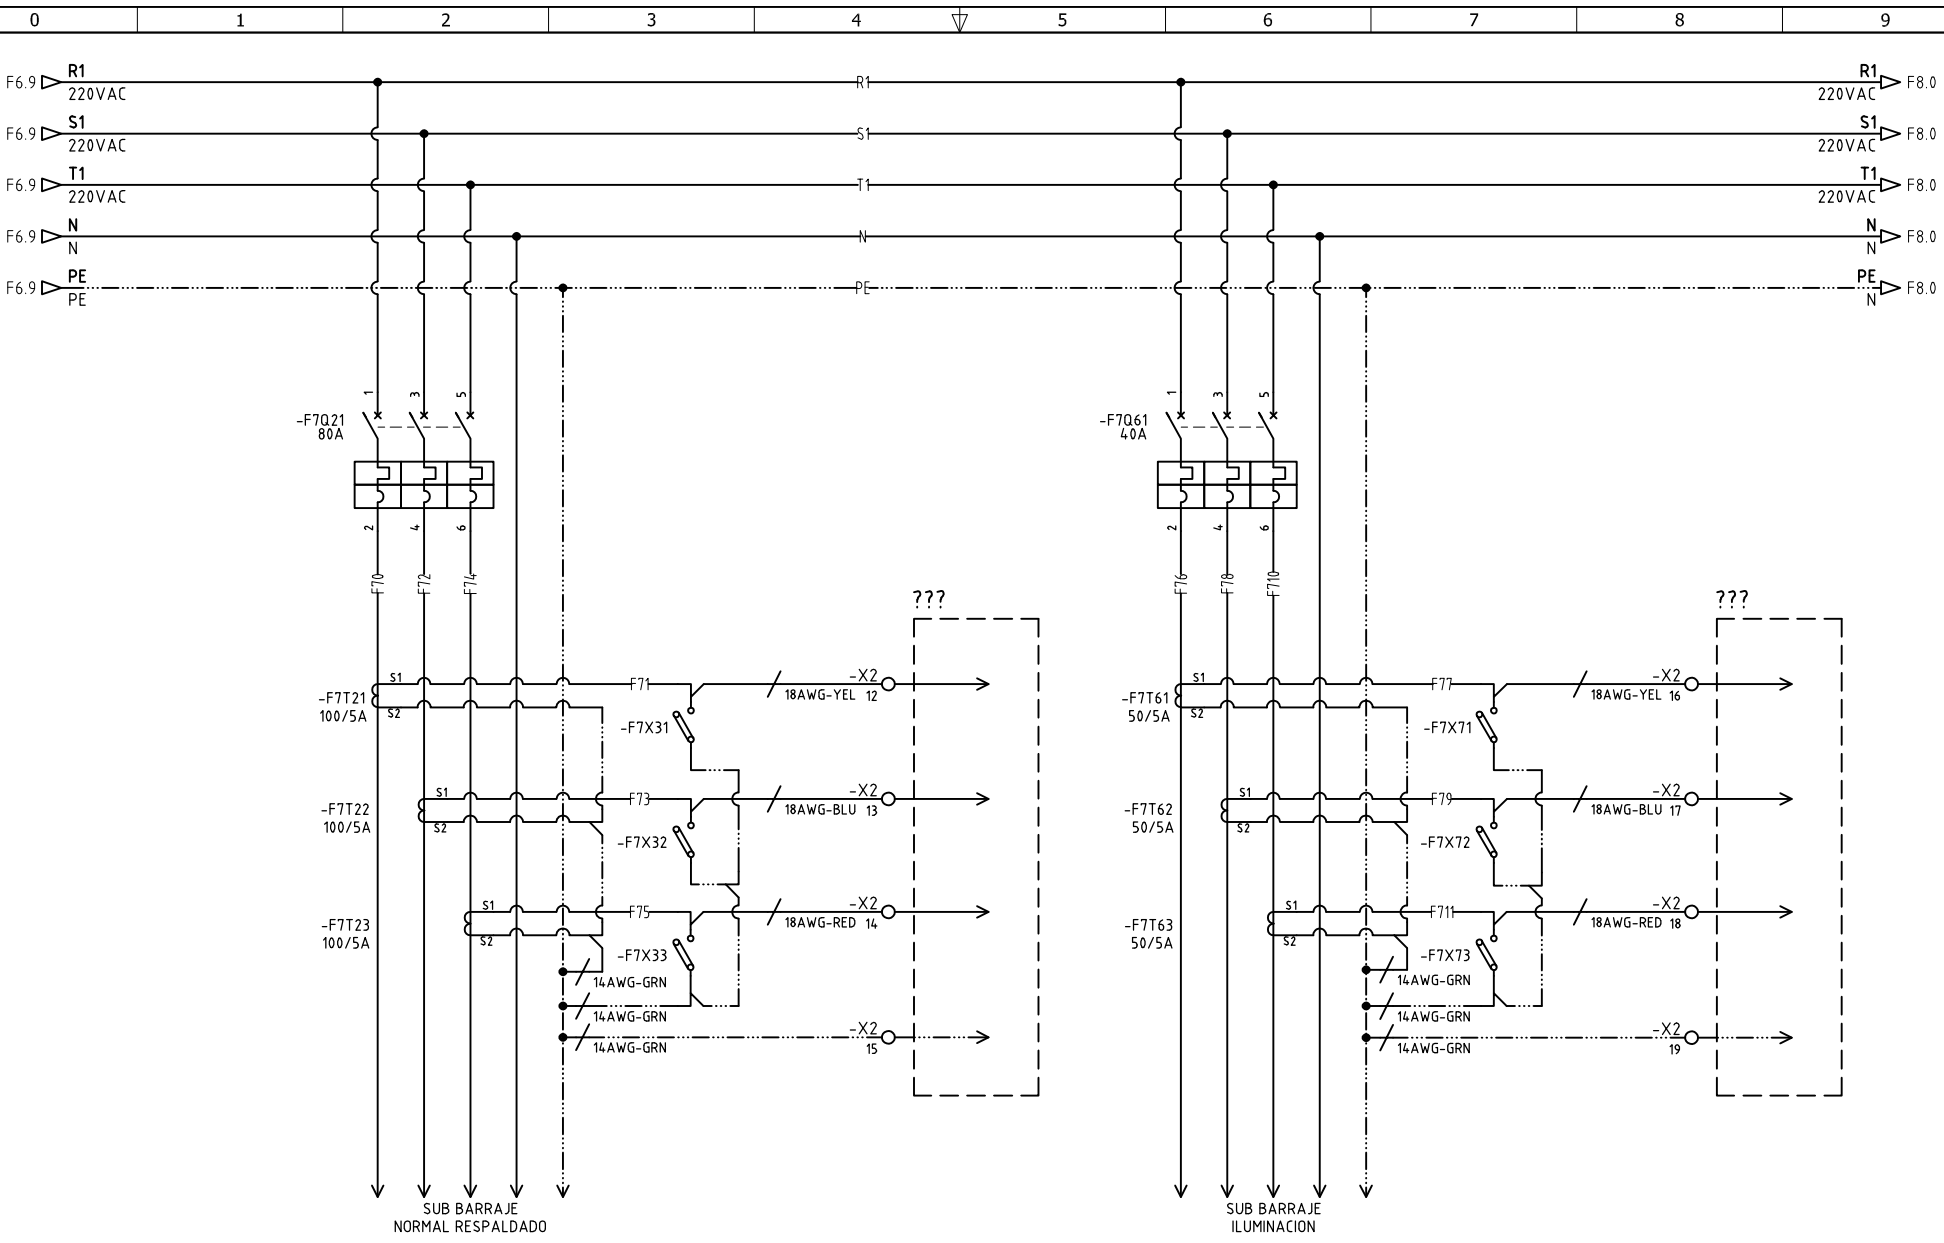 0 1 2 3 4 5 6 7 8 9
F6.9 R1 R1 R1 F8.0
220VAC 220VAC
F6.9 S1 S1 S1 F8.0
220VAC 220VAC
F6.9 T1 T1 T1 F8.0
220VAC 220VAC
F6.9 N N N F8.0
N N
F6.9 PE PE PE F8.0
PE N
1 3 5 1 3 5
-F7Q21 -F7Q61
80A 40A
2 4 6 2 4 6
F70 F72 F74 F76 F78 F710
??? ???
S1 F71 -X2 S1 F77 -X2
-F7T21 18AWG-YEL 12 -F7T61 18AWG-YEL 16
100/5A S2 50/5A S2
-F7X31 -F7X71
S1 F73 -X2 S1 F79 -X2
-F7T22 18AWG-BLU 13 -F7T62 18AWG-BLU 17
100/5A S2 50/5A S2
-F7X32 -F7X72
S1 F75 -X2 S1 F711 -X2
-F7T23 18AWG-RED 14 -F7T63 18AWG-RED 18
100/5A S2 50/5A S2
-F7X33 -F7X73
14AWG-GRN 14AWG-GRN
14AWG-GRN 14AWG-GRN
-X2 -X2
14AWG-GRN 15 14AWG-GRN 19
SUB BARRAJE SUB BARRAJE
NORMAL RESPALDADO ILUMINACION